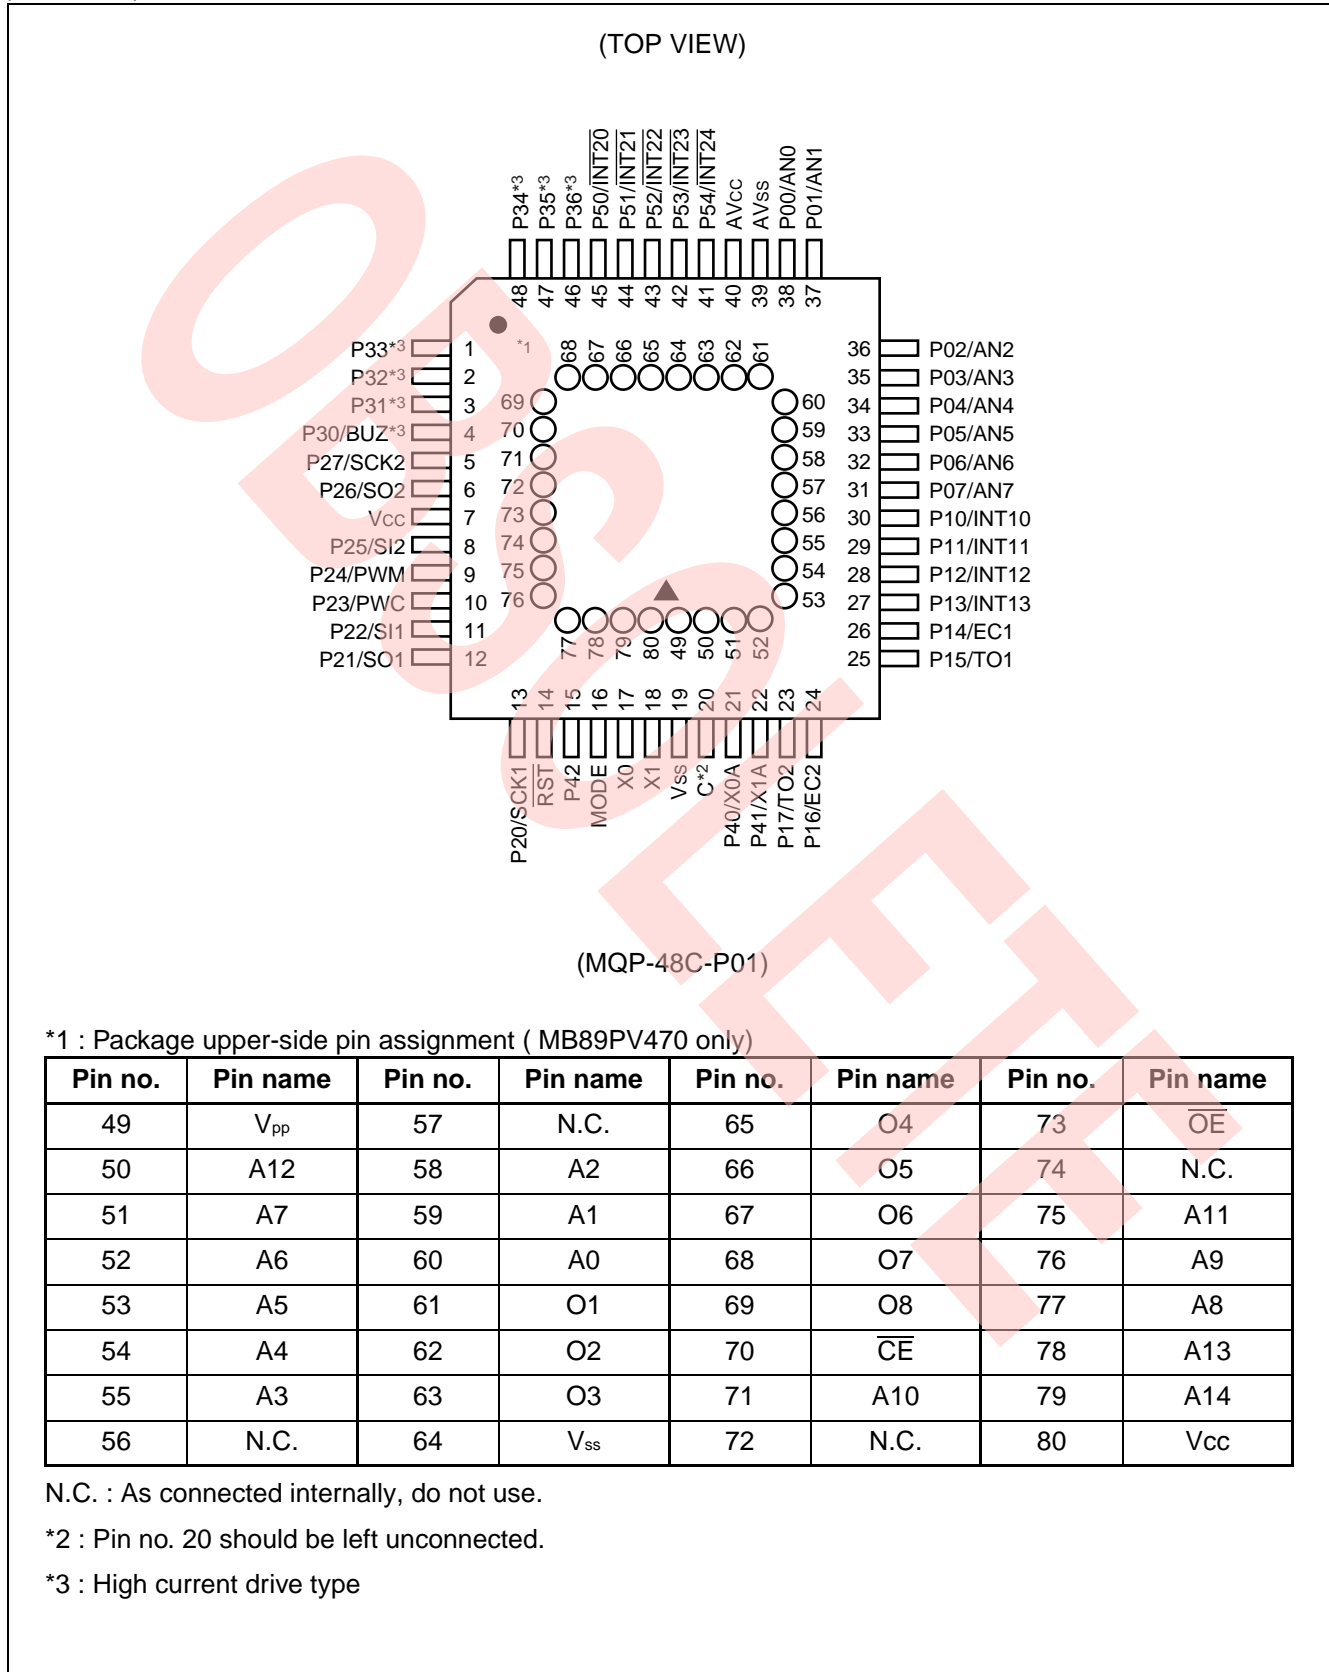 (TOP VIEW)
P34*3
P35*3
P36*3
P50/INT20
P51/INT21
P52/INT22
P53/INT23
P54/INT24
AVcc
AVss
P00/AN0
P01/AN1
48 47 46 45 44 43 42 41 40 39 38 37
P33*3 1
P32*3 2
P31*3 3
P30/BUZ*3 4
P27/SCK2 5
P26/SO2 6
Vcc 7
P25/SI2 8
P24/PWM 9
P23/PWC 10
P22/SI1 11
P21/SO1 12
*1
68 67 66 65 64 63 62 61
69
70
71
72
73
74
75
76
60
59
58
57
56
55
54
53
77 78 79 80 49 50 51 52
36 P02/AN2
35 P03/AN3
34 P04/AN4
33 P05/AN5
32 P06/AN6
31 P07/AN7
30 P10/INT10
29 P11/INT11
28 P12/INT12
27 P13/INT13
26 P14/EC1
25 P15/TO1
13 14 15 16 17 18 19 20 21 22 23 24
P20/SCK1
RST
P42
MODE
X0
X1
Vss
C*2
P40/X0A
P41/X1A
P17/TO2
P16/EC2
(MQP-48C-P01)
*1 : Package upper-side pin assignment ( MB89PV470 only)
Pin no. Pin name Pin no. Pin name Pin no. Pin name Pin no. Pin name
49 Vpp 57 N.C. 65 O4 73 OE
50 A12 58 A2 66 O5 74 N.C.
51 A7 59 A1 67 O6 75 A11
52 A6 60 A0 68 O7 76 A9
53 A5 61 O1 69 O8 77 A8
54 A4 62 O2 70 CE 78 A13
55 A3 63 O3 71 A10 79 A14
56 N.C. 64 Vss 72 N.C. 80 Vcc
N.C. : As connected internally, do not use.
*2 : Pin no. 20 should be left unconnected.
*3 : High current drive type
OBSOLETE